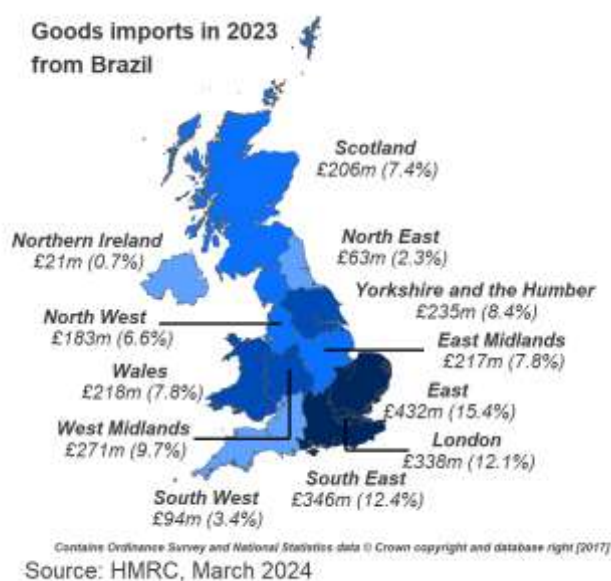 Goods imports in 2023
from Brazil
Scotland
£206m (7.4%)
Northern Ireland
£21m (0.7%)
North East
£63m (2.3%)
Yorkshire and the Humber
£235m (8.4%)
North West
£183m (6.6%)
East Midlands
£217m (7.8%)
Wales
£218m (7.8%)
East
£432m (15.4%)
West Midlands
£271m (9.7%)
London
£338m (12.1%)
South East
£346m (12.4%)
South West
£94m (3.4%)
Contains Ordinance Survey and National Statistics data © Crown copyright and database right [2017]
Source: HMRC, March 2024